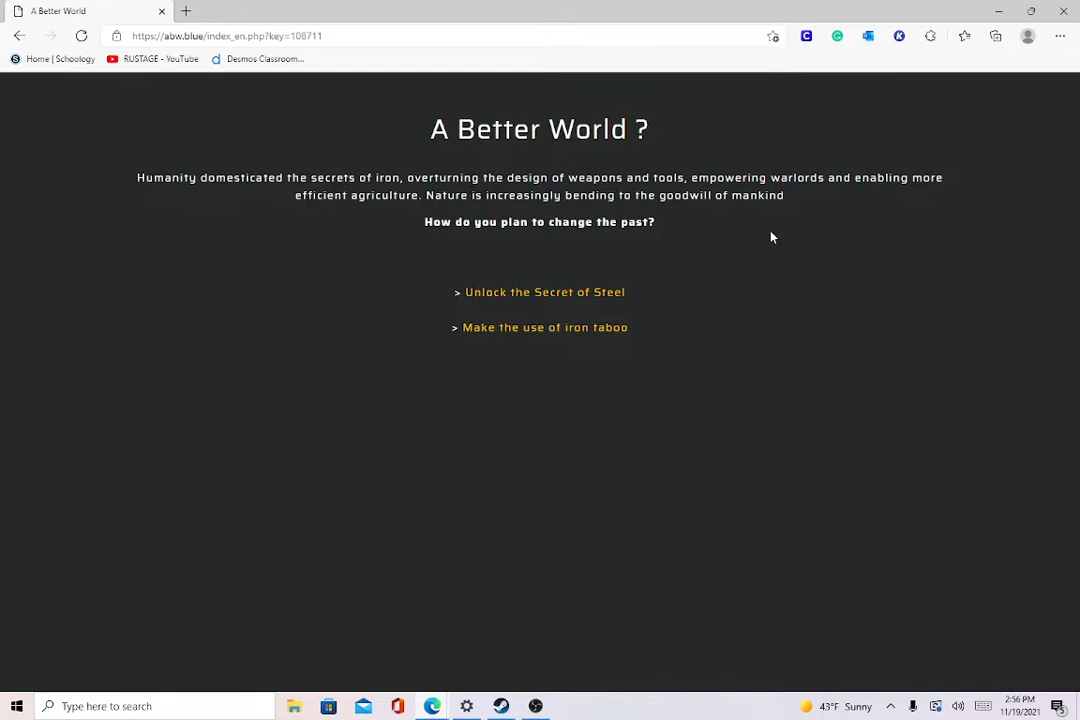 A Better World
https://abw.blue/index_en.php?key=108711
Home | Schoology
RUSTAGE - YouTube
Desmos Classroom...
A Better World ?
Humanity domesticated the secrets of iron, overturning the design of weapons and tools, empowering warlords and enabling more
efficient agriculture. Nature is increasingly bending to the goodwill of mankind
How do you plan to change the past?
> Unlock the Secret of Steel
> Make the use of iron taboo
Type here to search
43°F Sunny
2:56 PM
11/19/2021